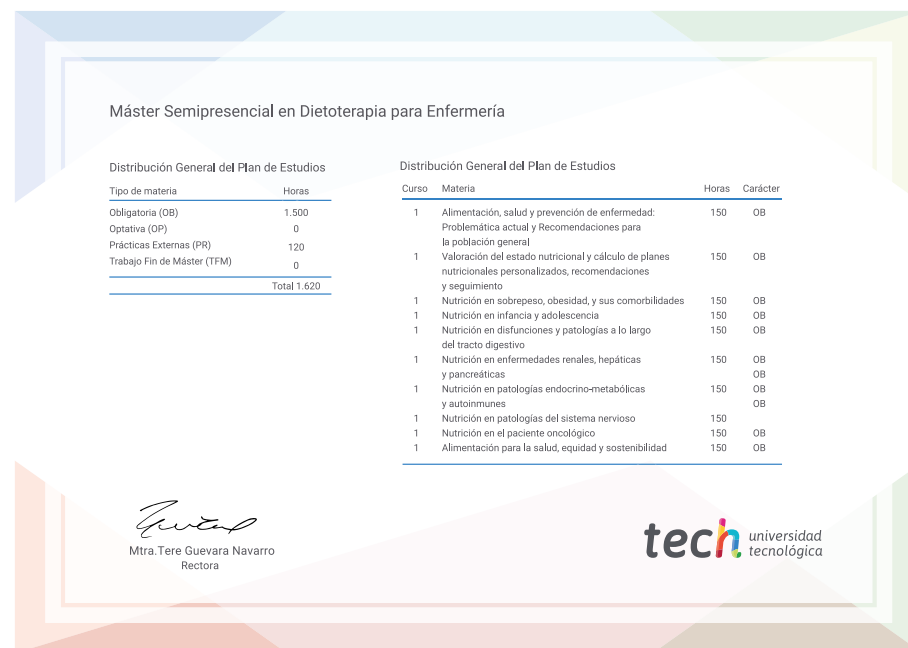 Máster Semipresencial en Dietoterapia para Enfermería
Distribución General del Plan de Estudios
Tipo de materia Horas
Obligatoria (OB) 1.500
Optativa (OP) 0
Prácticas Externas (PR) 120
Trabajo Fin de Máster (TFM) 0
Total 1.620
Distribución General del Plan de Estudios
Curso Materia Horas Carácter
1 Alimentación, salud y prevención de enfermedad: 150 OB
Problemática actual y Recomendaciones para
la población general
1 Valoración del estado nutricional y cálculo de planes 150 OB
nutricionales personalizados, recomendaciones
y seguimiento
1 Nutrición en sobrepeso, obesidad, y sus comorbilidades 150 OB
1 Nutrición en infancia y adolescencia 150 OB
1 Nutrición en disfunciones y patologías a lo largo 150 OB
del tracto digestivo
1 Nutrición en enfermedades renales, hepáticas 150 OB
y pancreáticas OB
1 Nutrición en patologías endocrino-metabólicas 150 OB
y autoinmunes OB
1 Nutrición en patologías del sistema nervioso 150
1 Nutrición en el paciente oncológico 150 OB
1 Alimentación para la salud, equidad y sostenibilidad 150 OB
Mtra.Tere Guevara Navarro
Rectora
tech universidad
tecnológica